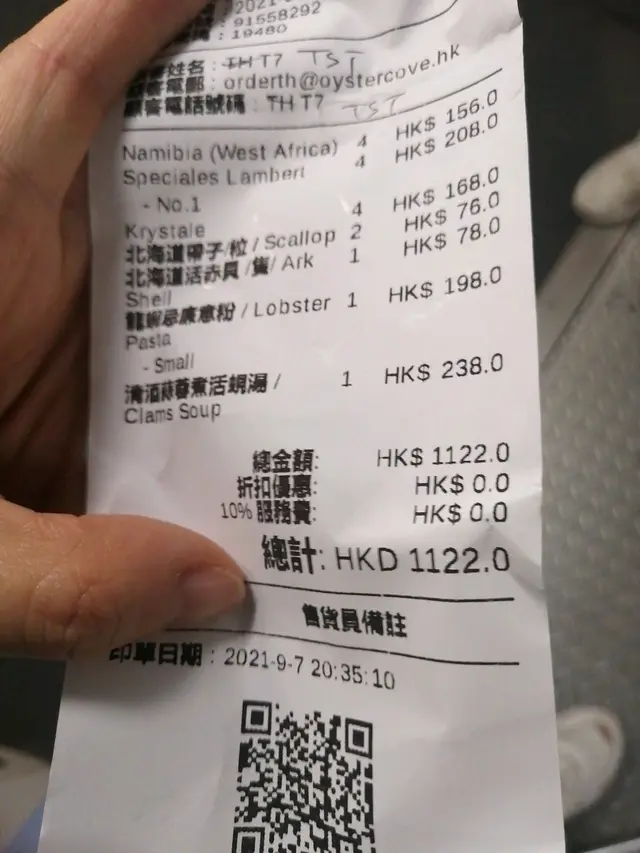 2021-
: 91558292
: 19480
姓名 : TH T7 TST
顧客電郵 : orderth@oystercove.hk
顧客電話號碼 : TH T7 TST
Namibia (West Africa) 4 HK$ 156.0
Speciales Lambert 4 HK$ 208.0
- No.1
Krystale 4 HK$ 168.0
北海道帶子/粒 / Scallop 2 HK$ 76.0
北海道活赤貝 /隻/ Ark 1 HK$ 78.0
Shell
龍蝦忌廉意粉 / Lobster 1 HK$ 198.0
Pasta
- Small
清酒蒜蓉煮活蜆湯 / 1 HK$ 238.0
Clams Soup
總金額: HK$ 1122.0
折扣優惠: HK$ 0.0
10% 服務費: HK$ 0.0
總計: HKD 1122.0
售貨員備註
印單日期 : 2021-9-7 20:35:10